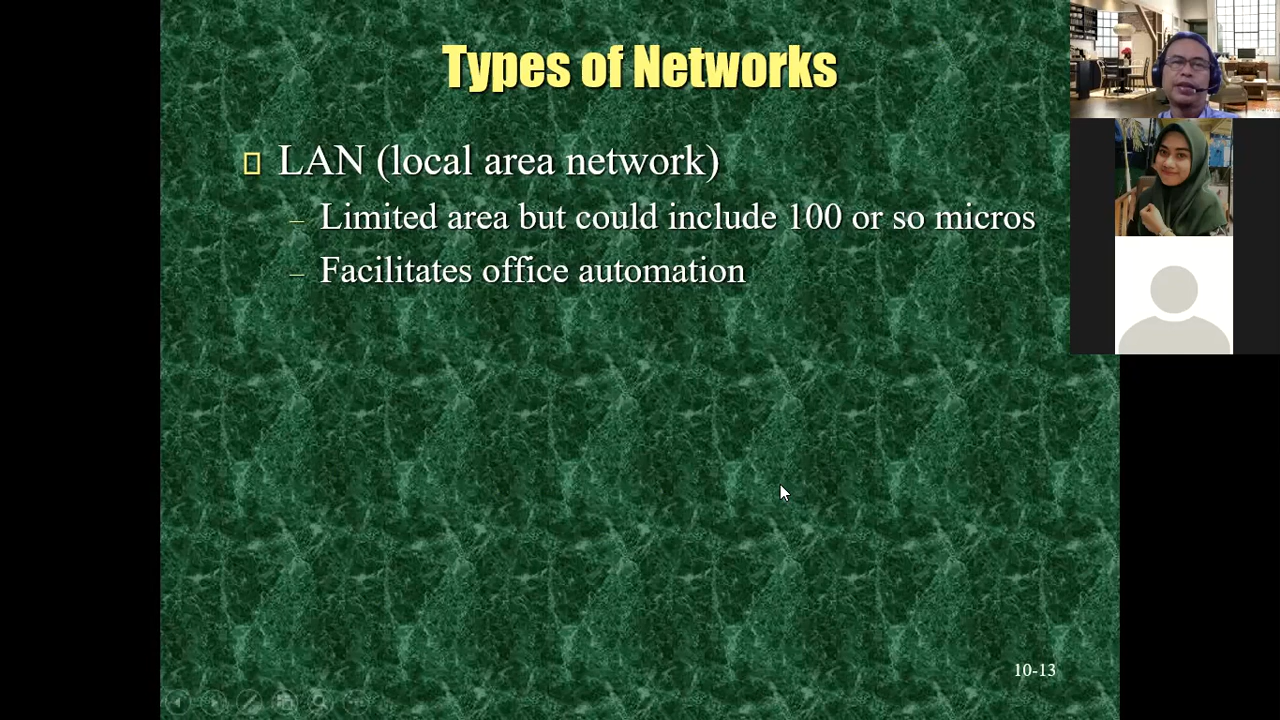 Types of Networks
LAN (local area network)
– Limited area but could include 100 or so micros
– Facilitates office automation
10-13